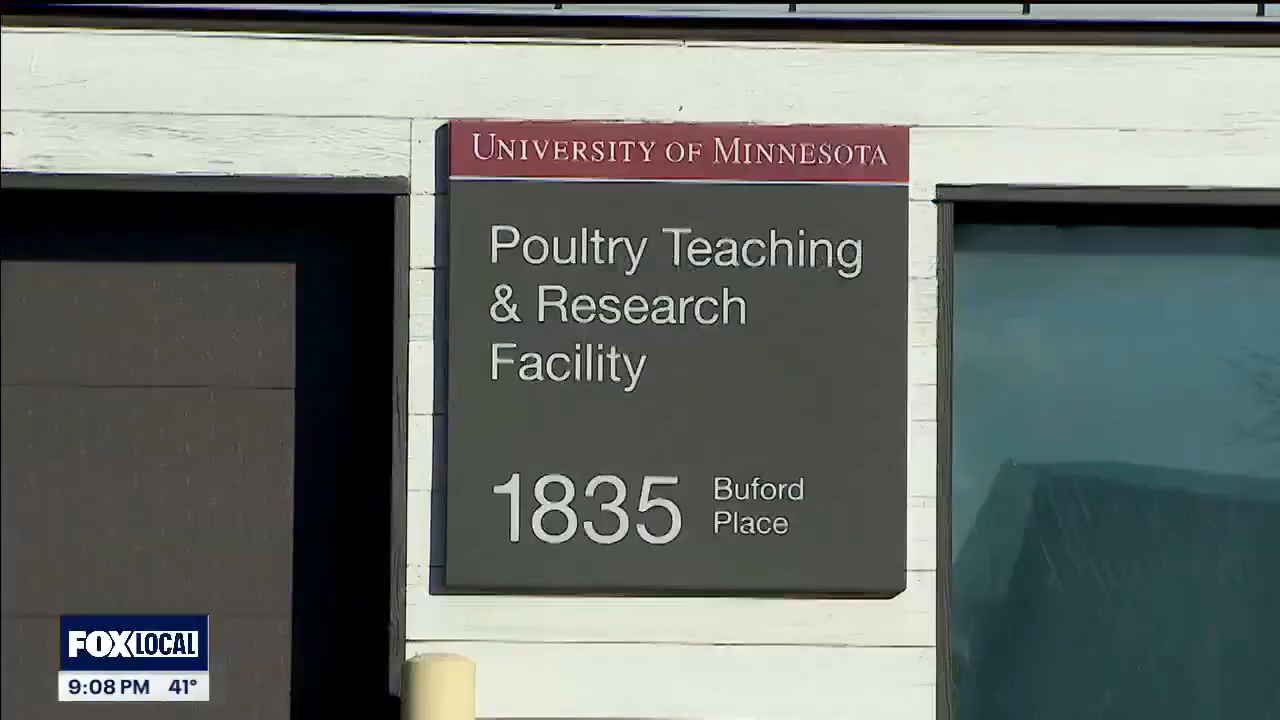 UNIVERSITY OF MINNESOTA
Poultry Teaching
& Research
Facility
1835 Buford
Place
FOX LOCAL
9:08 PM 41°